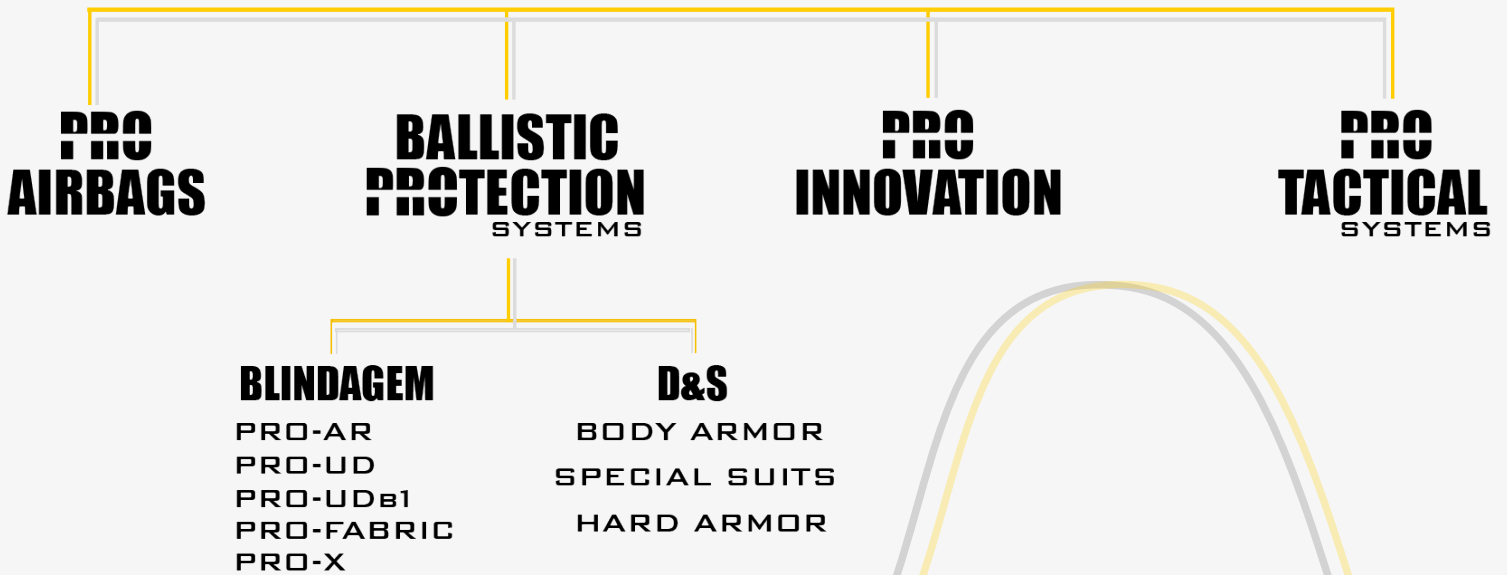 PRO
AIRBAGS
BALLISTIC
PROTECTION
SYSTEMS
PRO
INNOVATION
PRO
TACTICAL
SYSTEMS
BLINDAGEM
PRO-AR
PRO-UD
PRO-UDB1
PRO-FABRIC
PRO-X
D&S
BODY ARMOR
SPECIAL SUITS
HARD ARMOR